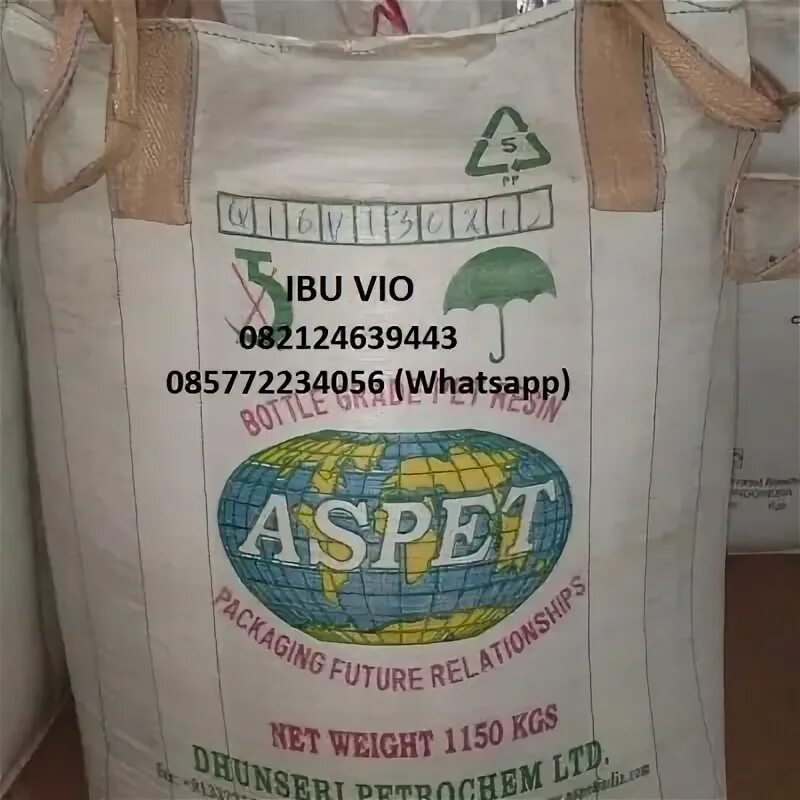 5
PP
IBU VIO
082124639443
085772234056 (Whatsapp)
BOTTLE GRADE PET RESIN
ASPET
PACKAGING FUTURE RELATIONSHIPS
NET WEIGHT 1150 KGS
DHUNSERI PETROCHEM LTD.